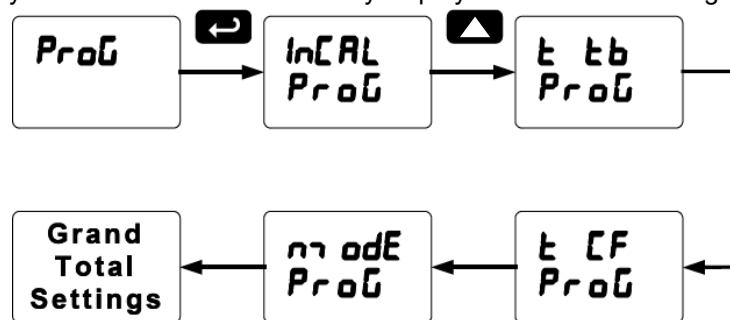 ProG
InCAL
ProG
t tb
ProG
Grand
Total
Settings
modE
ProG
t CF
ProG